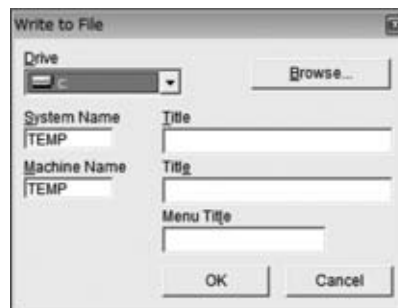 Write to File
Drive
c
Browse...
System Name
Title
TEMP
Machine Name
Title
TEMP
Menu Title
OK
Cancel